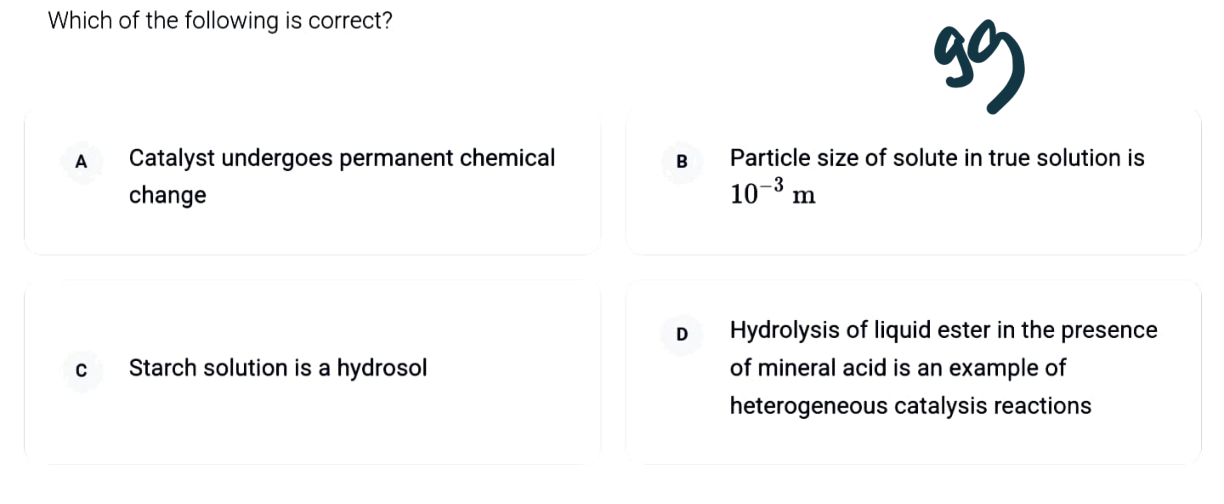 Which of the following is correct?
99
A Catalyst undergoes permanent chemical
change
B Particle size of solute in true solution is
10⁻³ m
C Starch solution is a hydrosol
D Hydrolysis of liquid ester in the presence
of mineral acid is an example of
heterogeneous catalysis reactions